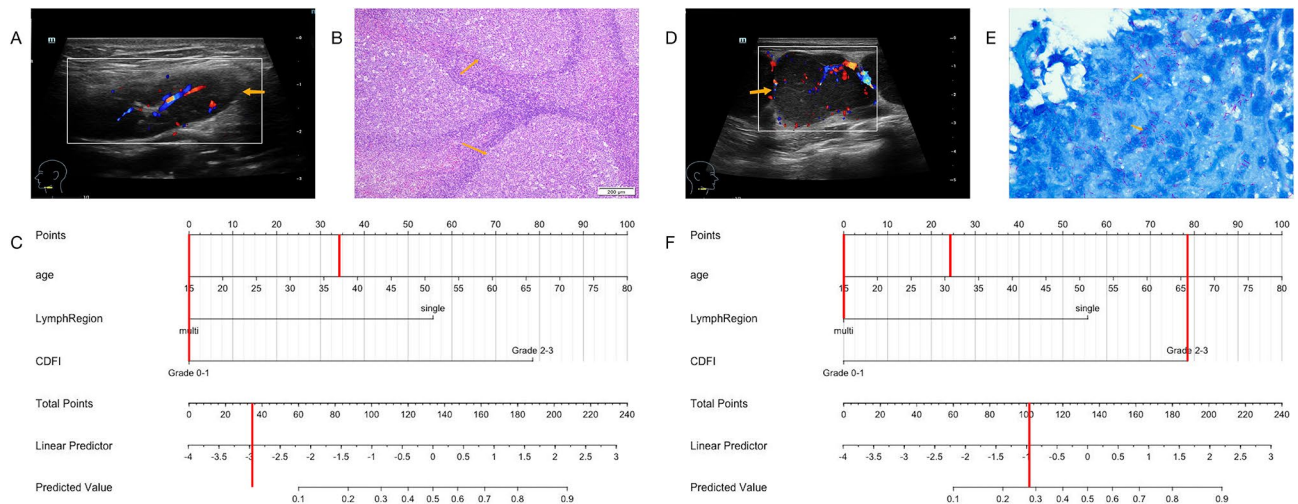 A
m
0
1
2
3
B
200 μm
D
m
0
1
2
3
4
5
E
C
Points
0 10 20 30 40 50 60 70 80 90 100
age
15 20 25 30 35 40 45 50 55 60 65 70 75 80
single
LymphRegion
multi
Grade 2-3
CDFI
Grade 0-1
Total Points
0 20 40 60 80 100 120 140 160 180 200 220 240
Linear Predictor
-4 -3.5 -3 -2.5 -2 -1.5 -1 -0.5 0 0.5 1 1.5 2 2.5 3
Predicted Value
0.1 0.2 0.3 0.4 0.5 0.6 0.7 0.8 0.9
F
Points
0 10 20 30 40 50 60 70 80 90 100
age
15 20 25 30 35 40 45 50 55 60 65 70 75 80
single
LymphRegion
multi
Grade 2-3
CDFI
Grade 0-1
Total Points
0 20 40 60 80 100 120 140 160 180 200 220 240
Linear Predictor
-4 -3.5 -3 -2.5 -2 -1.5 -1 -0.5 0 0.5 1 1.5 2 2.5 3
Predicted Value
0.1 0.2 0.3 0.4 0.5 0.6 0.7 0.8 0.9